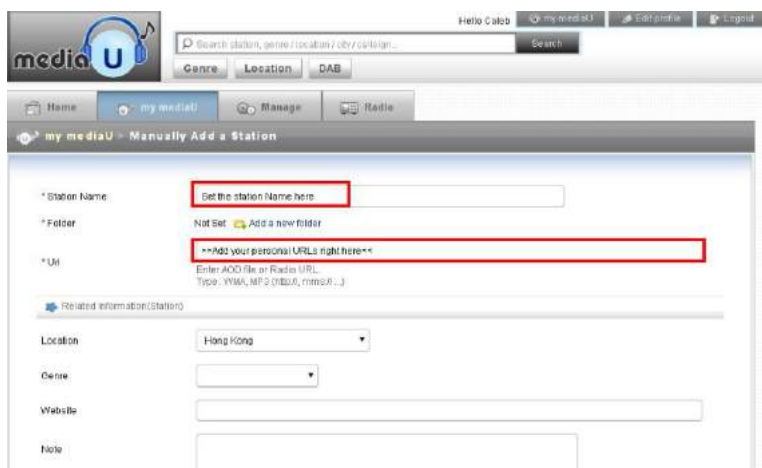 Hello Caleb my mediaU Edit profile Logout
media U
Search station, genre / location / city / callsign...
Search
Genre Location DAB
Home my mediaU Manage Radio
my mediaU > Manually Add a Station
* Station Name Set the station Name here
* Folder Not Set Add a new folder
* Url >>Add your personal URLs right here<<
Enter AOD file or Radio URL.
Type : WMA, MP3 (http://, mms://...)
Related Information(Station)
Location Hong Kong
Genre
Website
Note